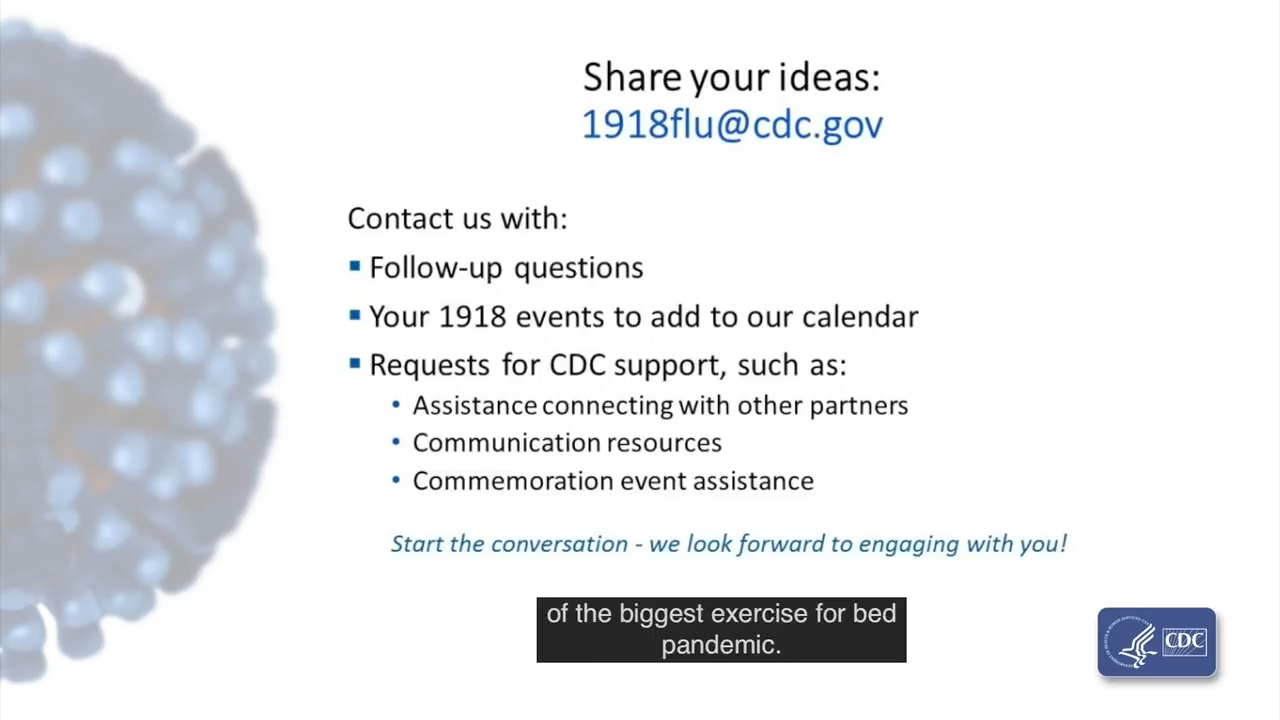 Share your ideas:
1918flu@cdc.gov
Contact us with:
▪ Follow-up questions
▪ Your 1918 events to add to our calendar
▪ Requests for CDC support, such as:
• Assistance connecting with other partners
• Communication resources
• Commemoration event assistance
Start the conversation - we look forward to engaging with you!
of the biggest exercise for bed
pandemic.
CDC